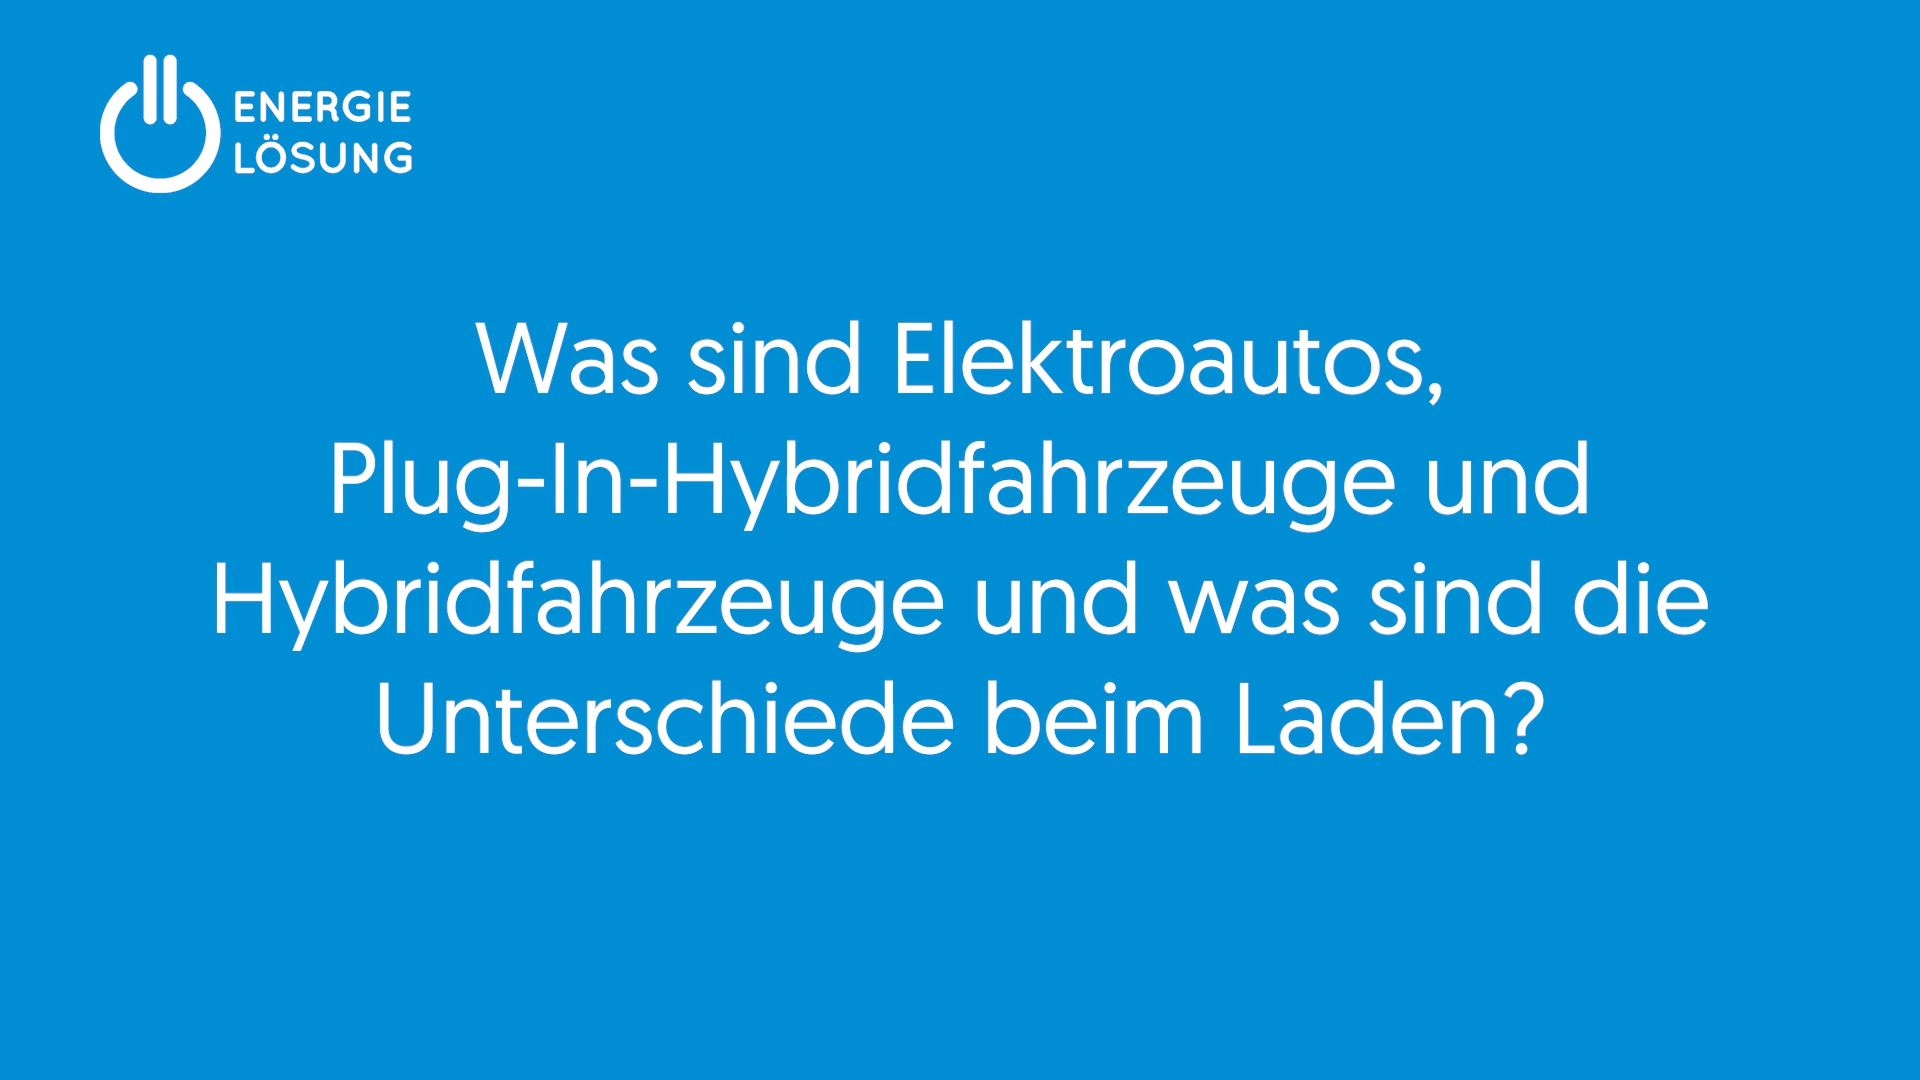 ENERGIE
LÖSUNG
Was sind Elektroautos,
Plug-In-Hybridfahrzeuge und
Hybridfahrzeuge und was sind die
Unterschiede beim Laden?